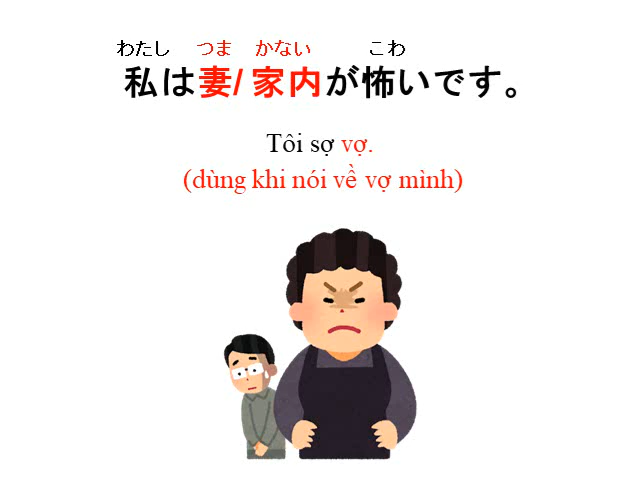 わたし つま かない こわ
私は妻/ 家内が怖いです。
Tôi sợ vợ.
(dùng khi nói về vợ mình)